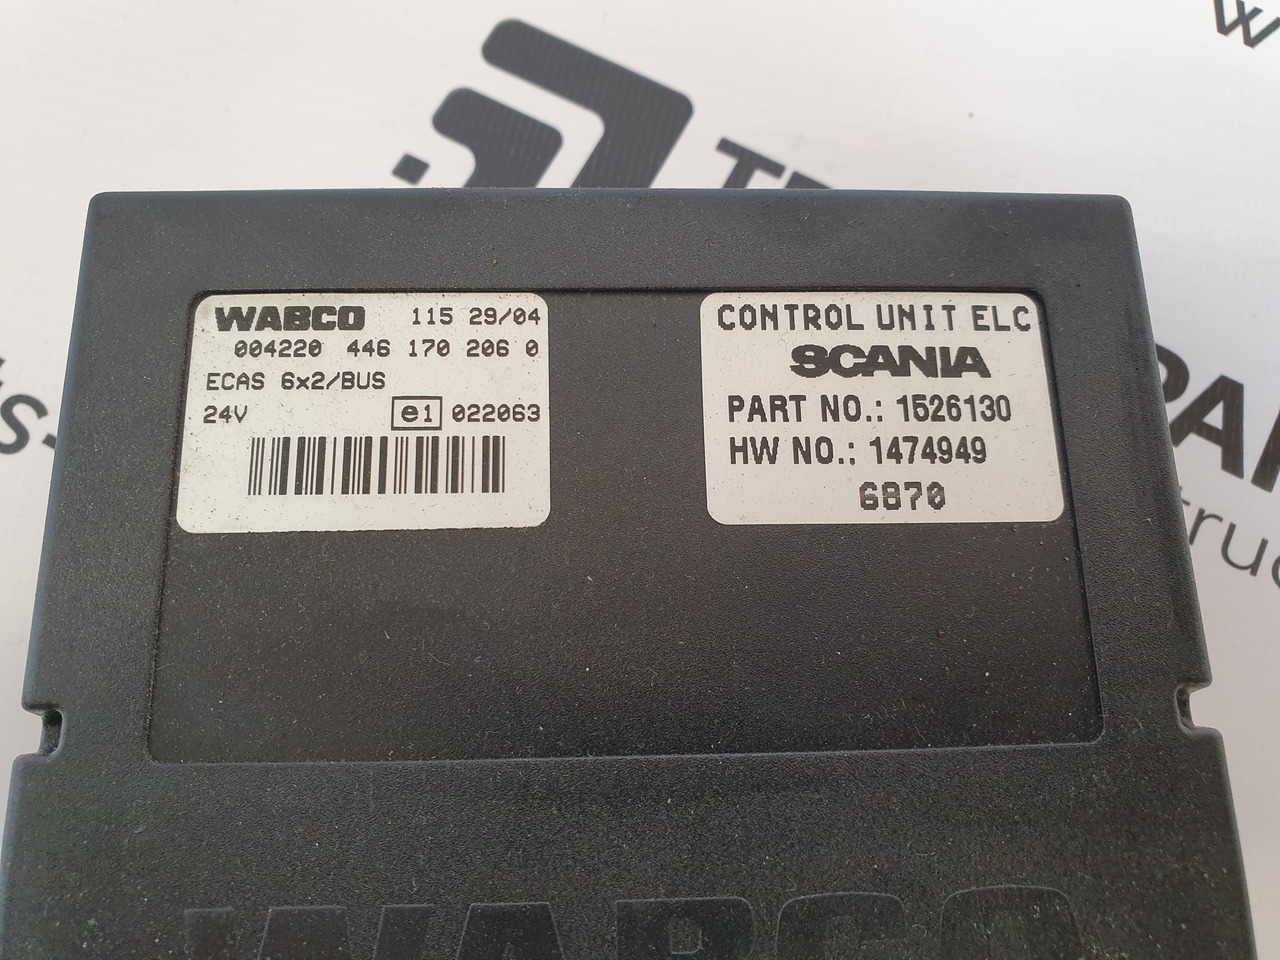 WABCO 115 29/04
004220 446 170 206 0
ECAS 6x2/BUS
24V e1 022063
CONTROL UNIT ELC
SCANIA
PART NO.: 1526130
HW NO.: 1474949
6870
WABCO